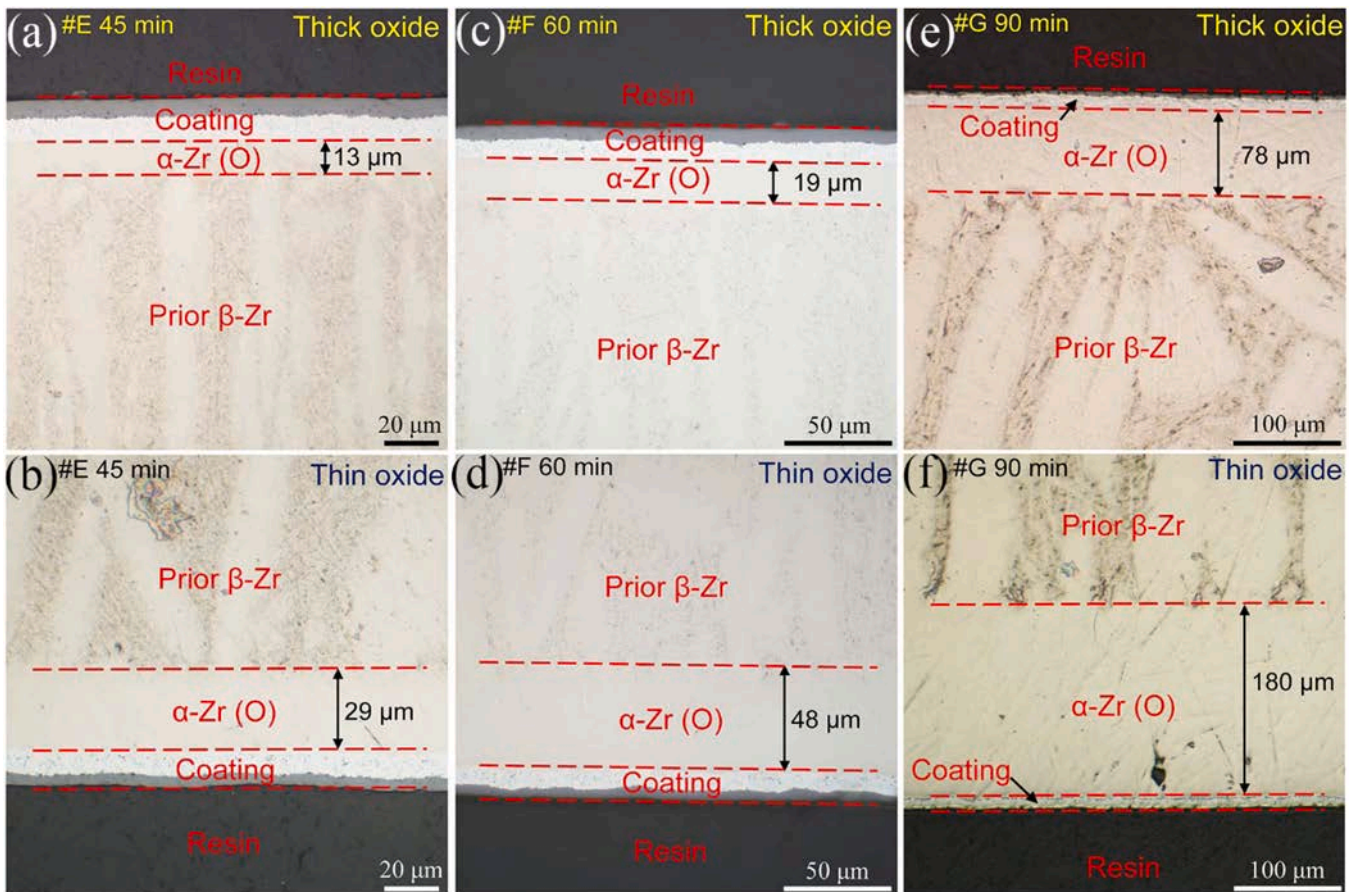 (a) #E 45 min Thick oxide
Resin
Coating
α-Zr (O)
13 μm
Prior β-Zr
20 μm
(c) #F 60 min Thick oxide
Resin
Coating
α-Zr (O)
19 μm
Prior β-Zr
50 μm
(e) #G 90 min Thick oxide
Resin
Coating
α-Zr (O)
78 μm
Prior β-Zr
100 μm
(b) #E 45 min Thin oxide
Prior β-Zr
α-Zr (O)
29 μm
Coating
Resin
20 μm
(d) #F 60 min Thin oxide
Prior β-Zr
α-Zr (O)
48 μm
Coating
Resin
50 μm
(f) #G 90 min Thin oxide
Prior β-Zr
α-Zr (O)
180 μm
Coating
Resin
100 μm